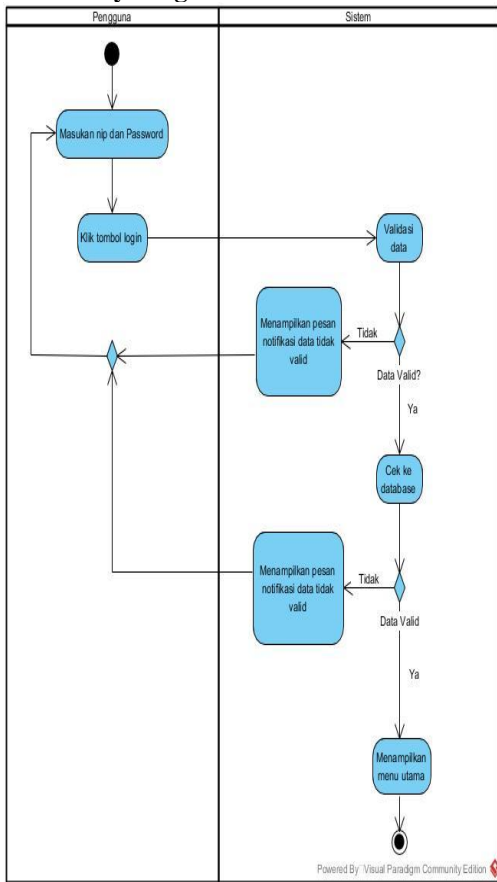 Pengguna
Sistem
Masukan nip dan Password
Klik tombol login
Validasi
data
Menampilkan pesan
notifikasi data tidak
valid
Tidak
Data Valid?
Ya
Cek ke
database
Menampilkan pesan
notifikasi data tidak
valid
Tidak
Data Valid
Ya
Menampilkan
menu utama
Powered By Visual Paradigm Community Edition